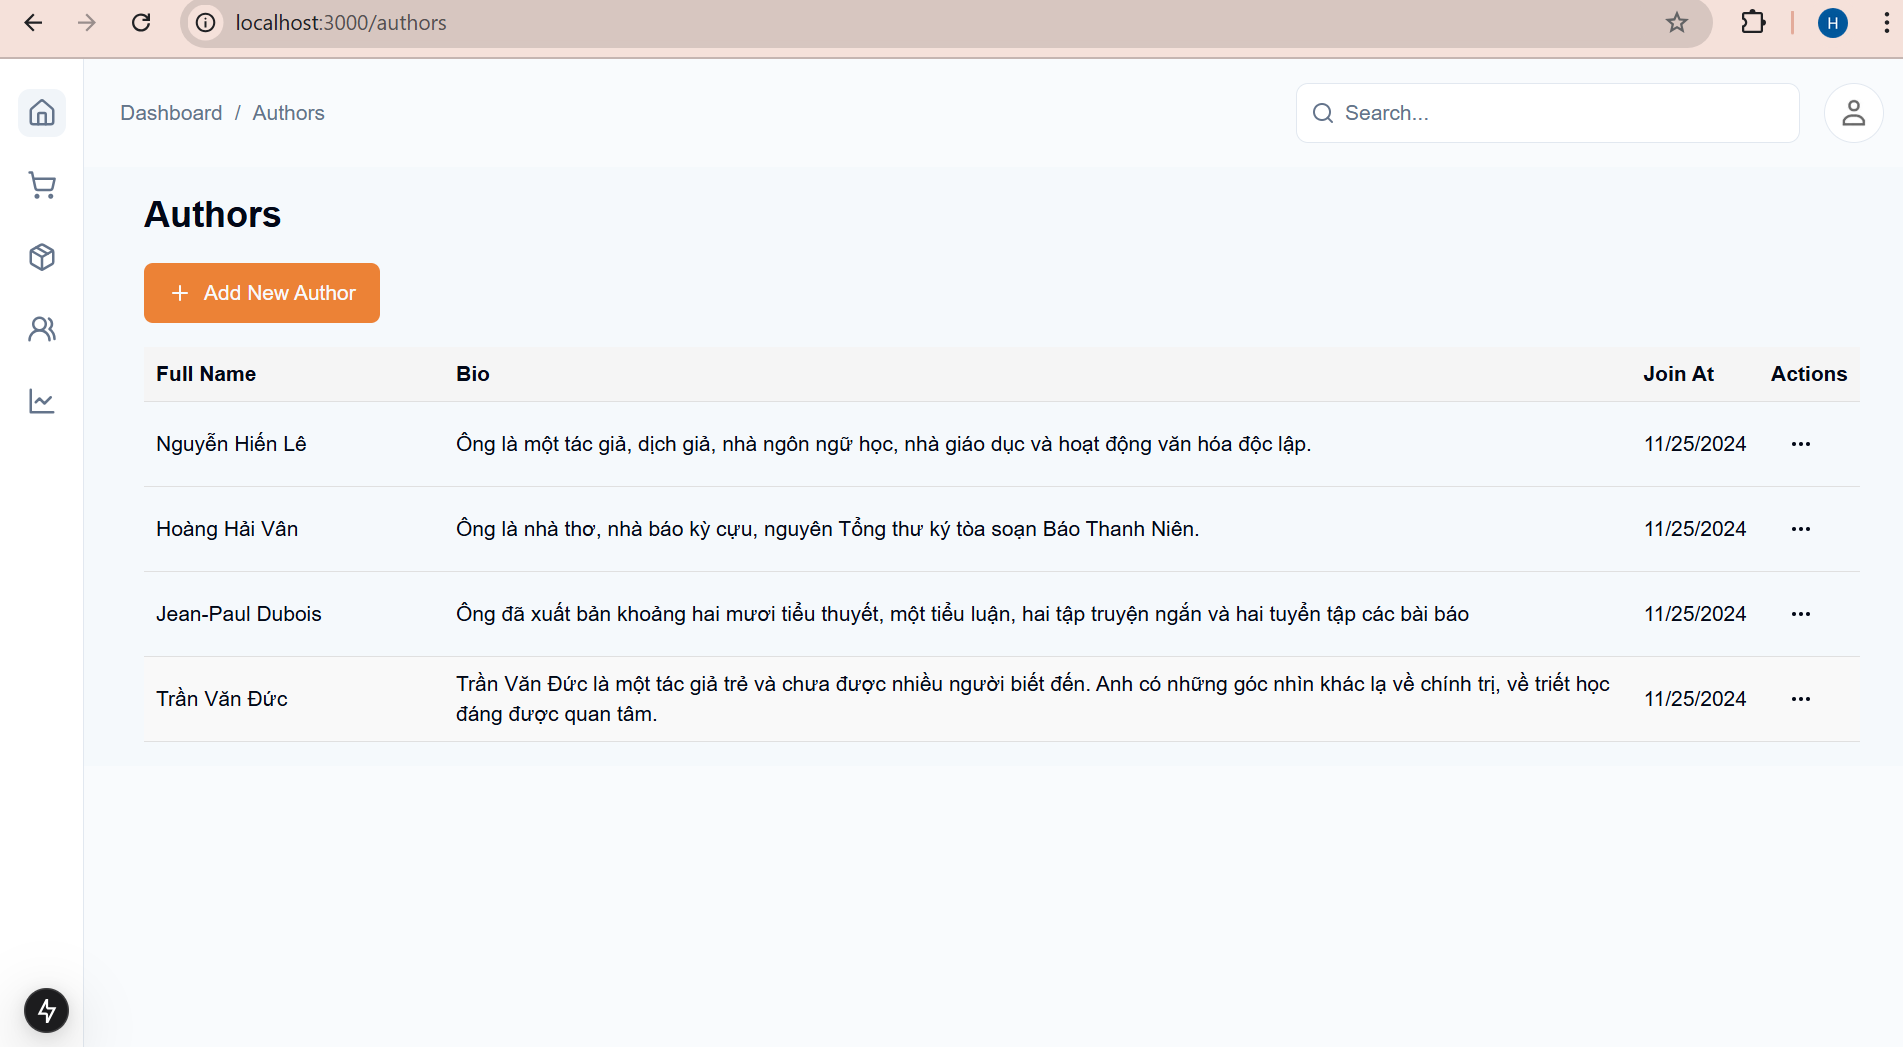 localhost:3000/authors
H
Dashboard / Authors
Search...
Authors
Add New Author
Full Name Bio Join At Actions
Nguyễn Hiến Lê Ông là một tác giả, dịch giả, nhà ngôn ngữ học, nhà giáo dục và hoạt động văn hóa độc lập. 11/25/2024
Hoàng Hải Vân Ông là nhà thơ, nhà báo kỳ cựu, nguyên Tổng thư ký tòa soạn Báo Thanh Niên. 11/25/2024
Jean-Paul Dubois Ông đã xuất bản khoảng hai mươi tiểu thuyết, một tiểu luận, hai tập truyện ngắn và hai tuyển tập các bài báo 11/25/2024
Trần Văn Đức Trần Văn Đức là một tác giả trẻ và chưa được nhiều người biết đến. Anh có những góc nhìn khác lạ về chính trị, về triết học 11/25/2024
đáng được quan tâm.